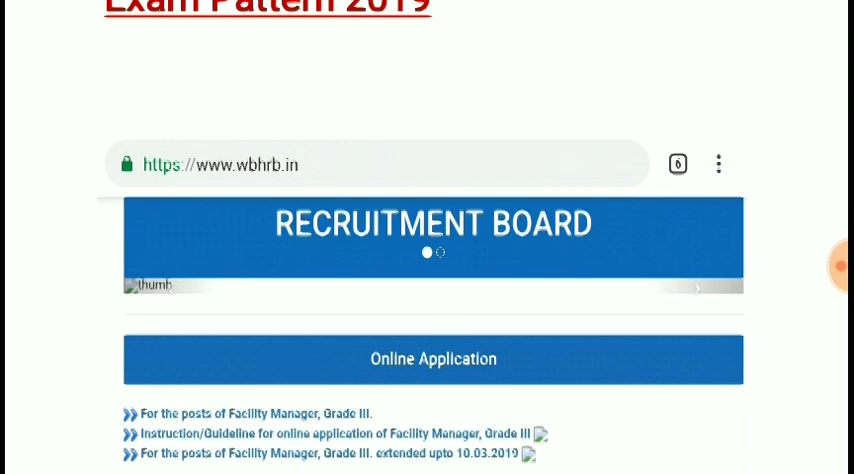 Exam Pattern 2019
https://www.wbhrb.in
6
RECRUITMENT BOARD
thumb
Online Application
For the posts of Facility Manager, Grade III.
Instruction/Guideline for online application of Facility Manager, Grade III
For the posts of Facility Manager, Grade III. extended upto 10.03.2019